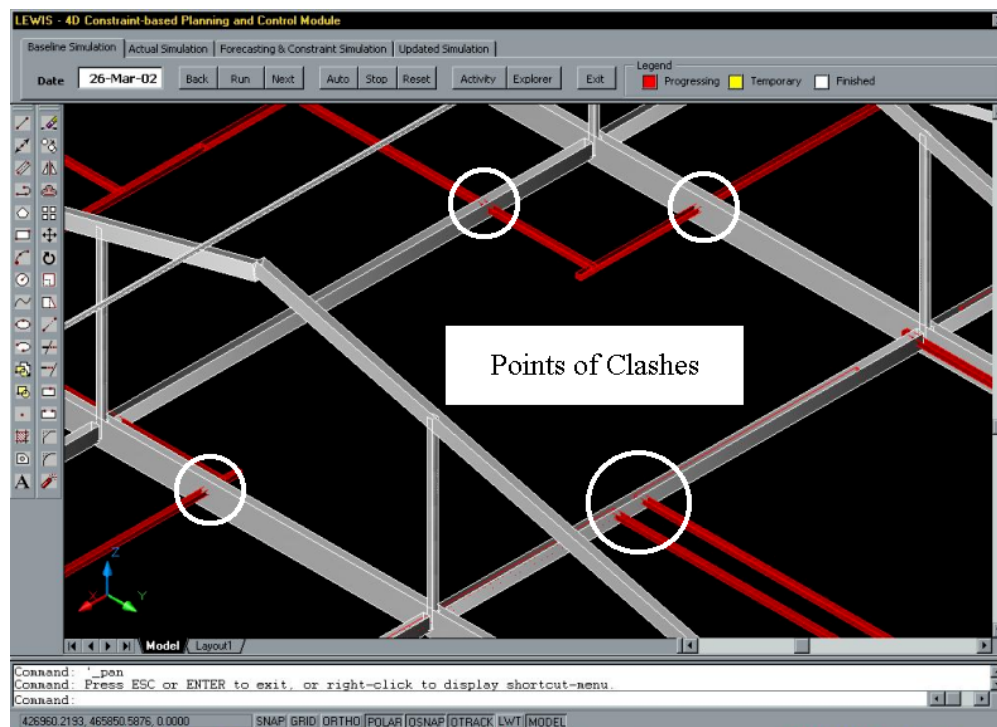 LEWIS - 4D Constraint-based Planning and Control Module
Baseline Simulation Actual Simulation Forecasting & Constraint Simulation Updated Simulation
Date 26-Mar-02 Back Run Next Auto Stop Reset Activity Explorer Exit
Legend
Progressing Temporary Finished
Points of Clashes
A
Z
X Y
Model Layout1
Command: '_pan
Command: Press ESC or ENTER to exit, or right-click to display shortcut-menu.
Command:
426960.2193, 465850.5876, 0.0000 SNAP GRID ORTHO POLAR OSNAP OTRACK LWT MODEL